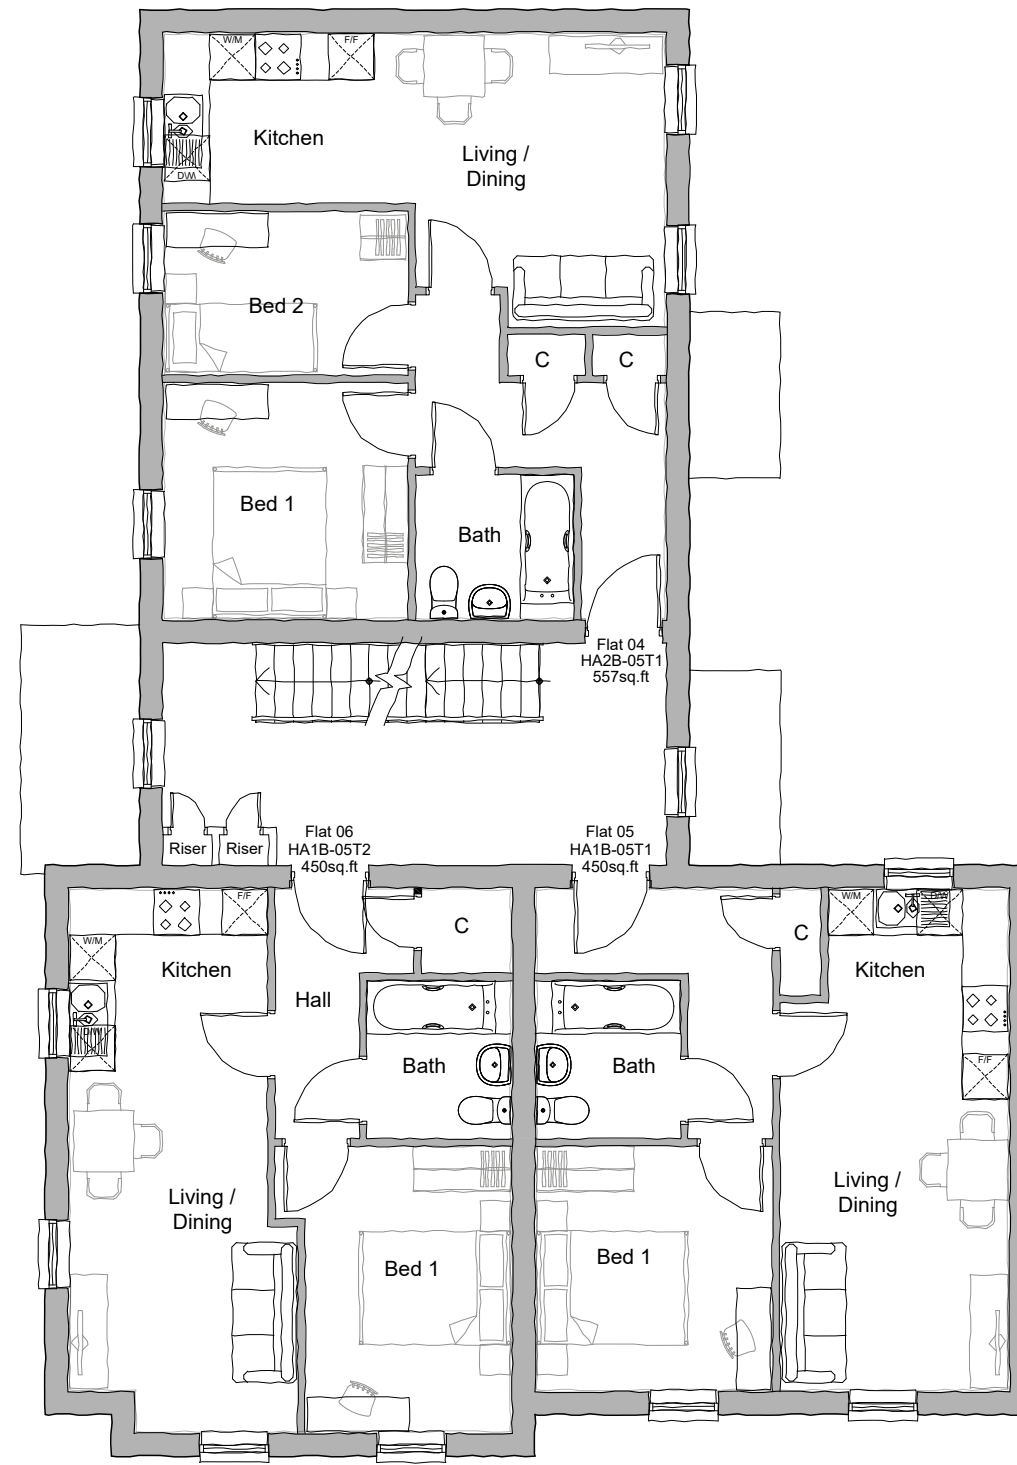 W/M
F/F
Kitchen
Living /
Dining
D\W
Bed 2
C
C
Bed 1
Bath
Flat 04
HA2B-05T1
557sq.ft
Riser
Riser
Flat 06
HA1B-05T2
450sq.ft
Flat 05
HA1B-05T1
450sq.ft
F/F
W/M
D/W
C
C
Kitchen
W/M
Kitchen
Hall
D/W
Bath
Bath
F/F
Living /
Dining
Living /
Dining
Bed 1
Bed 1